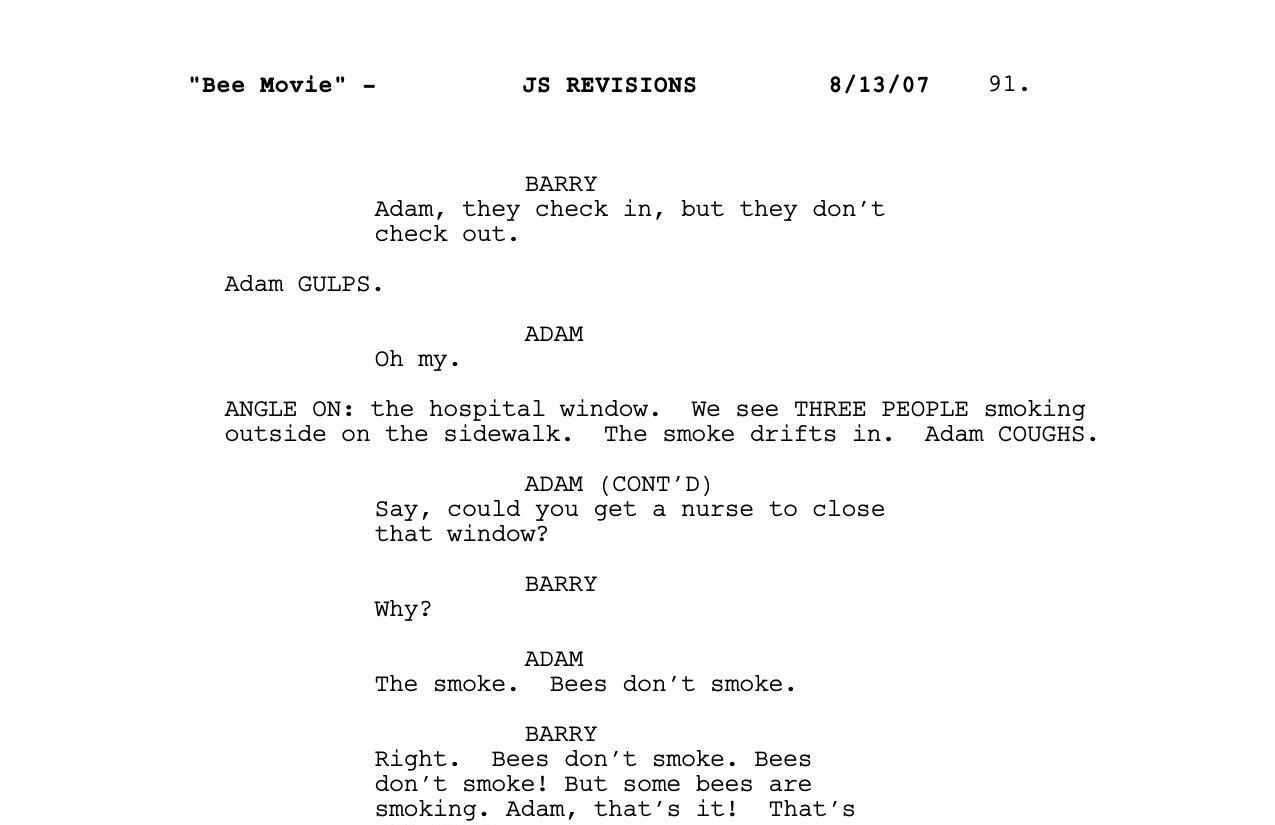 "Bee Movie" - JS REVISIONS 8/13/07 91.
BARRY
Adam, they check in, but they don't
check out.
Adam GULPS.
ADAM
Oh my.
ANGLE ON: the hospital window.  We see THREE PEOPLE smoking
outside on the sidewalk.  The smoke drifts in.  Adam COUGHS.
ADAM (CONT'D)
Say, could you get a nurse to close
that window?
BARRY
Why?
ADAM
The smoke.  Bees don't smoke.
BARRY
Right.  Bees don't smoke. Bees
don't smoke! But some bees are
smoking. Adam, that's it!  That's